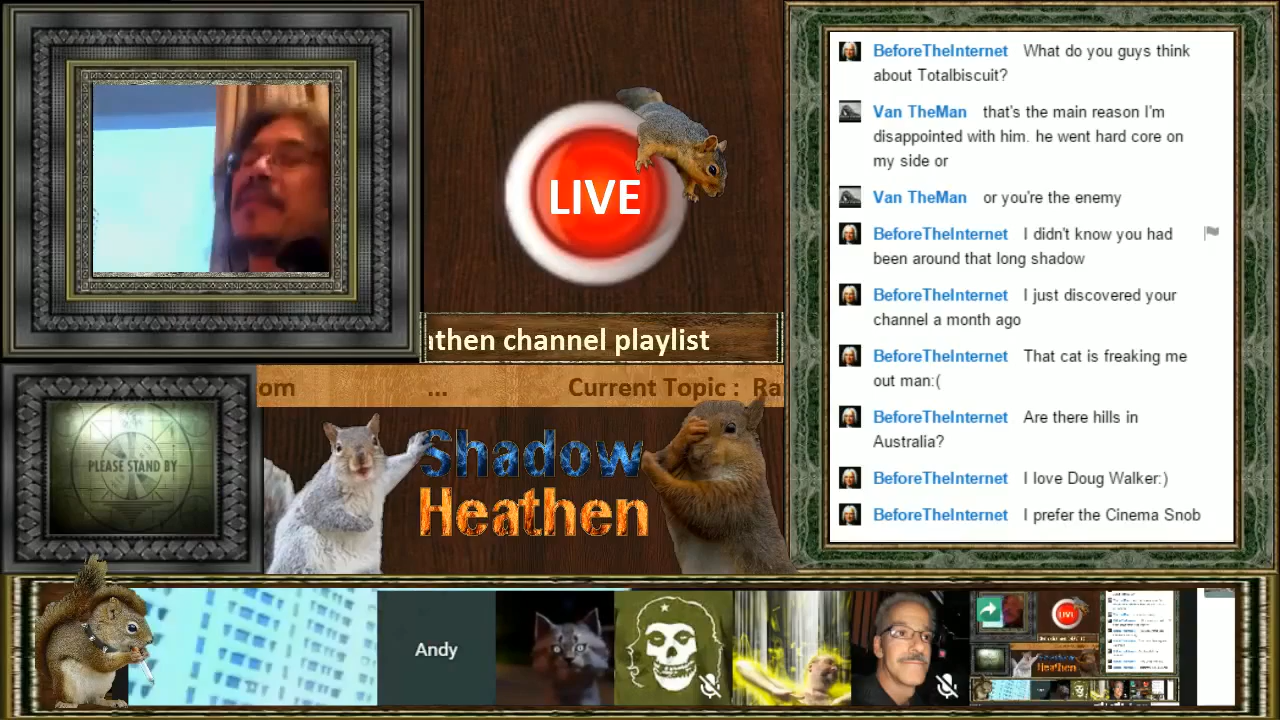 LIVE
athen channel playlist
om ... Current Topic : Ra
PLEASE STAND BY
Shadow
Heathen
BeforeTheInternet What do you guys think
about Totalbiscuit?
Van TheMan that's the main reason I'm
disappointed with him. he went hard core on
my side or
Van TheMan or you're the enemy
BeforeTheInternet I didn't know you had
been around that long shadow
BeforeTheInternet I just discovered your
channel a month ago
BeforeTheInternet That cat is freaking me
out man:(
BeforeTheInternet Are there hills in
Australia?
BeforeTheInternet I love Doug Walker:)
BeforeTheInternet I prefer the Cinema Snob
Andy
LIVE
Shadow
Heathen